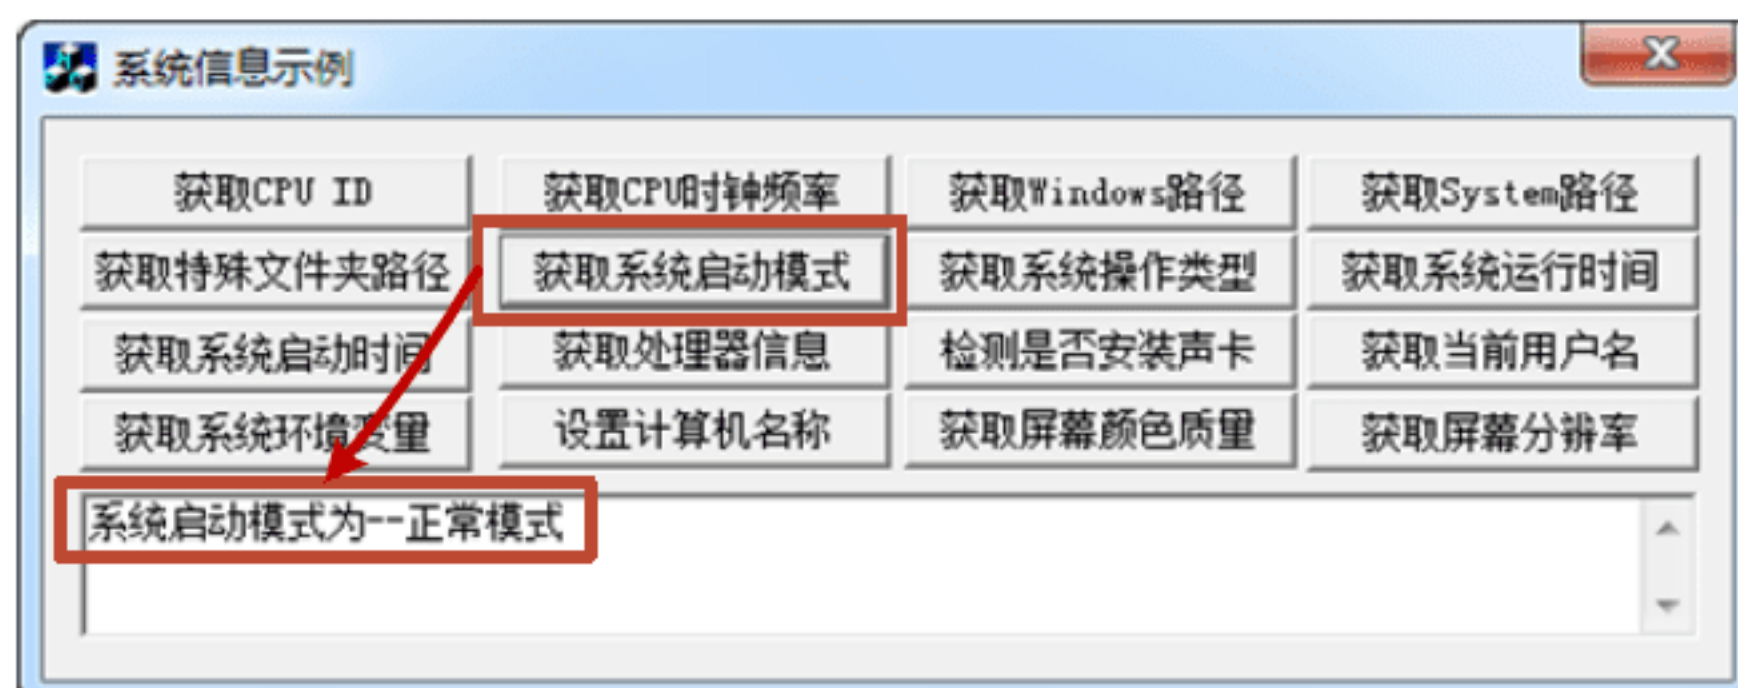 系统信息示例
获取CPU ID 获取CPU时钟频率 获取Windows路径 获取System路径
获取特殊文件夹路径 获取系统启动模式 获取系统操作类型 获取系统运行时间
获取系统启动时间 获取处理器信息 检测是否安装声卡 获取当前用户名
获取系统环境变量 设置计算机名称 获取屏幕颜色质量 获取屏幕分辨率
系统启动模式为--正常模式